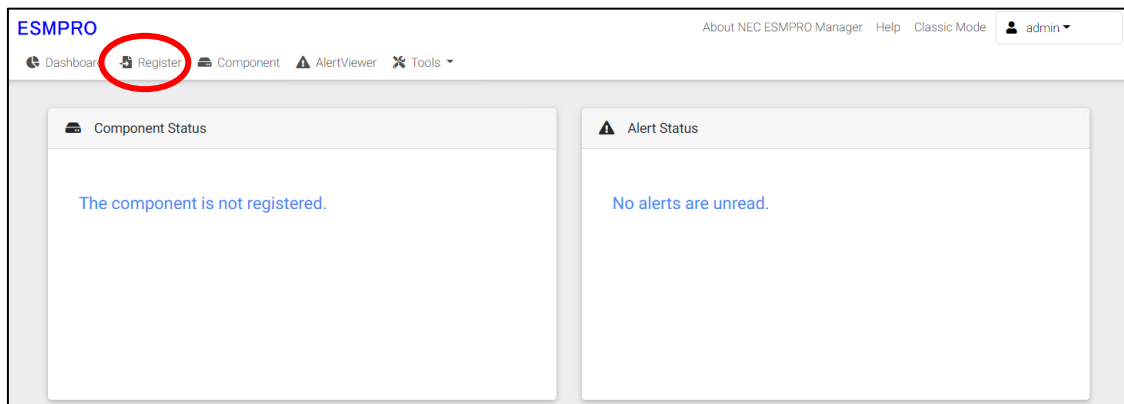 ESMPRO
About NEC ESMPRO Manager Help Classic Mode admin
Dashboard Register Component AlertViewer Tools
Component Status
Alert Status
The component is not registered.
No alerts are unread.